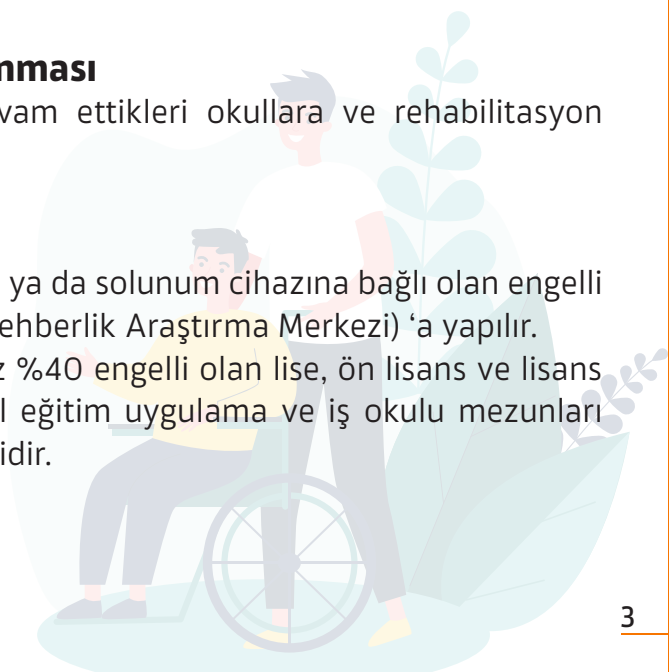 nması
vam ettikleri okullara ve rehabilitasyon
ya da solunum cihazına bağlı olan engelli
ehberlik Araştırma Merkezi) ‘a yapılır.
z %40 engelli olan lise, ön lisans ve lisans
l eğitim uygulama ve iş okulu mezunları
idir.
3